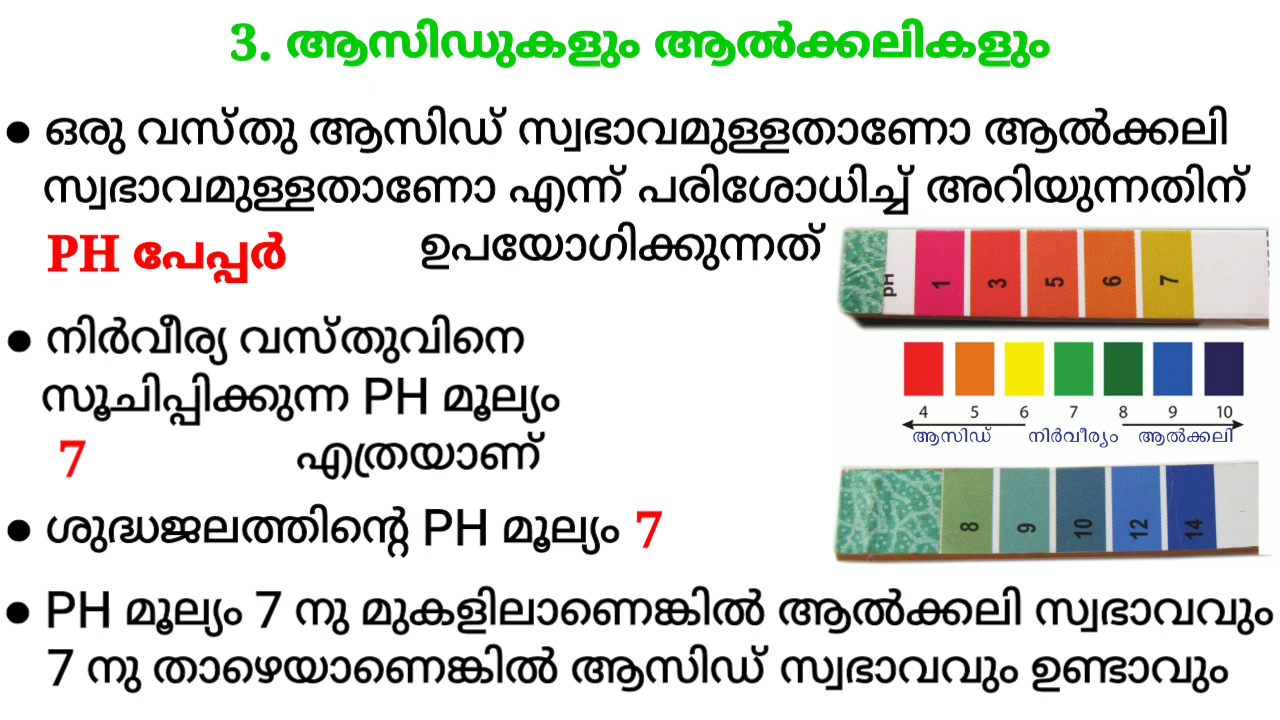 3. ആസിഡുകളും ആൽക്കലികളും
● ഒരു വസ്തു ആസിഡ് സ്വഭാവമുള്ളതാണോ ആൽക്കലി
സ്വഭാവമുള്ളതാണോ എന്ന് പരിശോധിച്ച് അറിയുന്നതിന്
PH പേപ്പർ ഉപയോഗിക്കുന്നത്
● നിർവീര്യ വസ്തുവിനെ
സൂചിപ്പിക്കുന്ന PH മൂല്യം
7 എത്രയാണ്
● ശുദ്ധജലത്തിന്റെ PH മൂല്യം 7
● PH മൂല്യം 7 നു മുകളിലാണെങ്കിൽ ആൽക്കലി സ്വഭാവവും
7 നു താഴെയാണെങ്കിൽ ആസിഡ് സ്വഭാവവും ഉണ്ടാവും
pH 1 3 5 6 7
4 5 6 7 8 9 10
ആസിഡ് നിർവീര്യം ആൽക്കലി
8 9 10 12 14